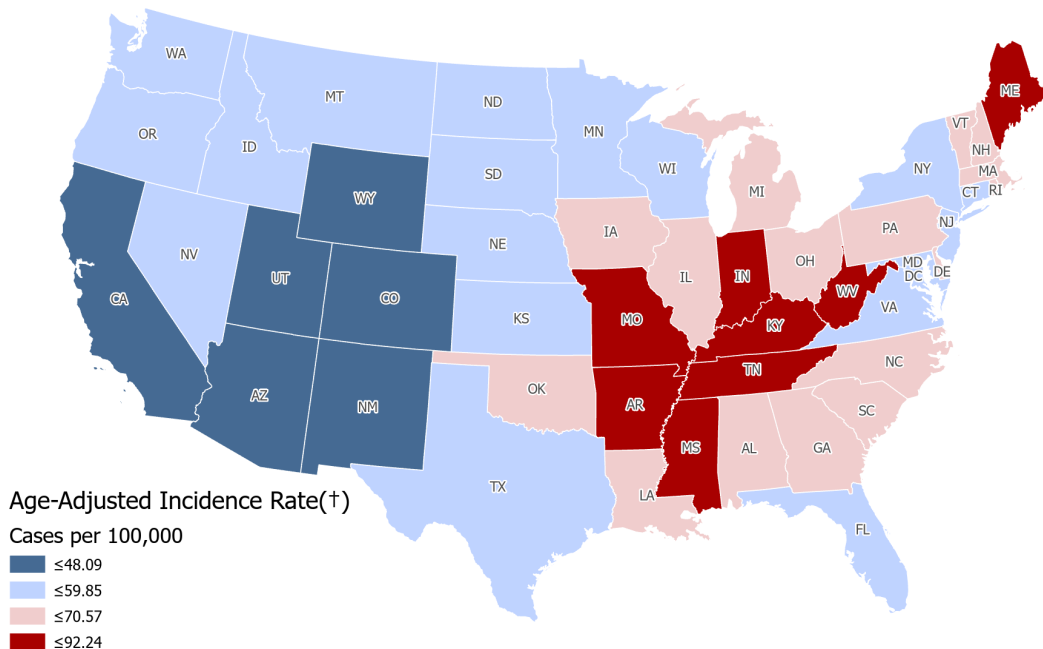 WA
MT
ND
MN
OR
ID
SD
WI
WY
NE
IA
MI
NV
UT
CO
KS
CA
AZ
NM
OK
TX
MO
AR
LA
IL
IN
OH
KY
TN
MS
AL
GA
FL
SC
NC
VA
WV
PA
NY
ME
VT
NH
MA
CT
RI
NJ
MD
DC
DE
Age-Adjusted Incidence Rate(†)
Cases per 100,000
≤48.09
≤59.85
≤70.57
≤92.24